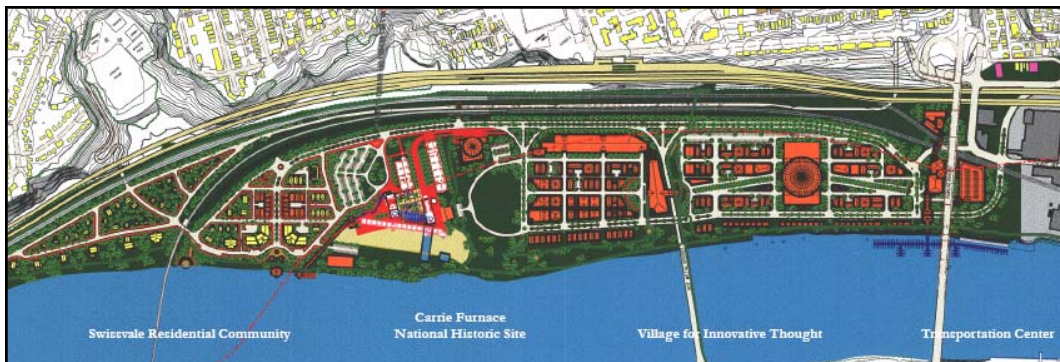 Swissvale Residential Community
Carrie Furnace
National Historic Site
Village for Innovative Thought
Transportation Center